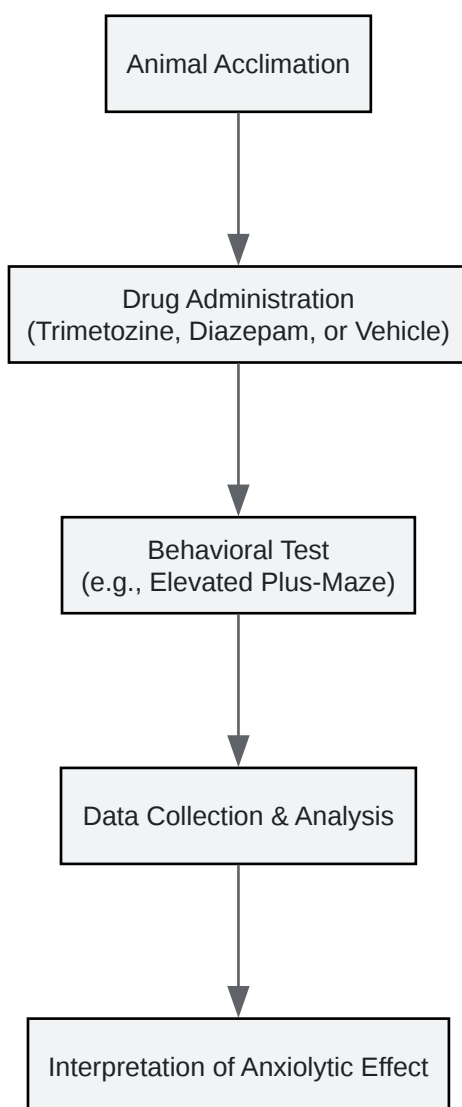 Animal Acclimation
Drug Administration
(Trimetozine, Diazepam, or Vehicle)
Behavioral Test
(e.g., Elevated Plus-Maze)
Data Collection & Analysis
Interpretation of Anxiolytic Effect